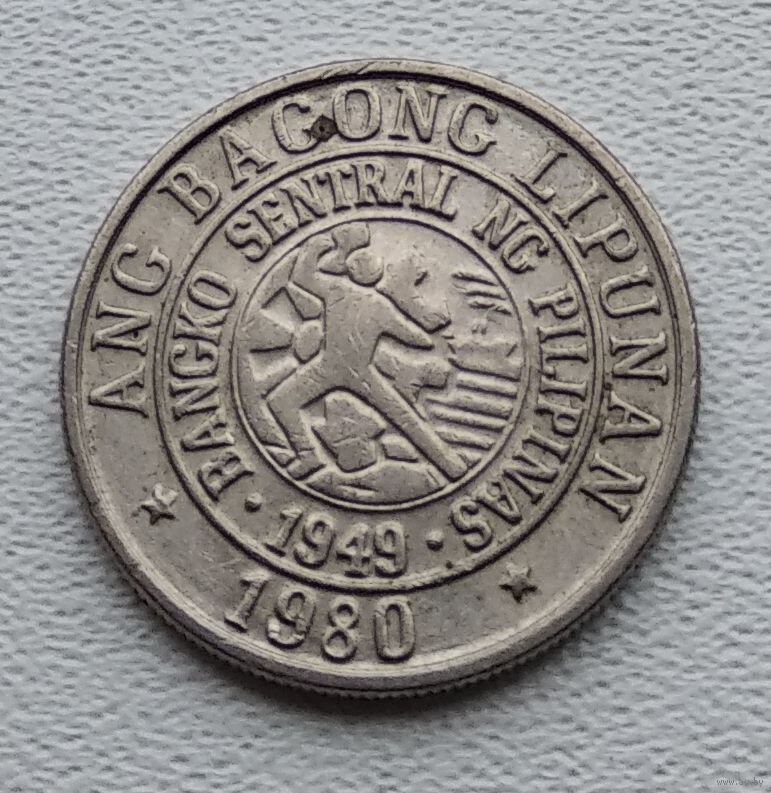 ANG BAGONG LIPUNAN
BANGKO SENTRAL NG PILIPINAS
· 1949 ·
1980